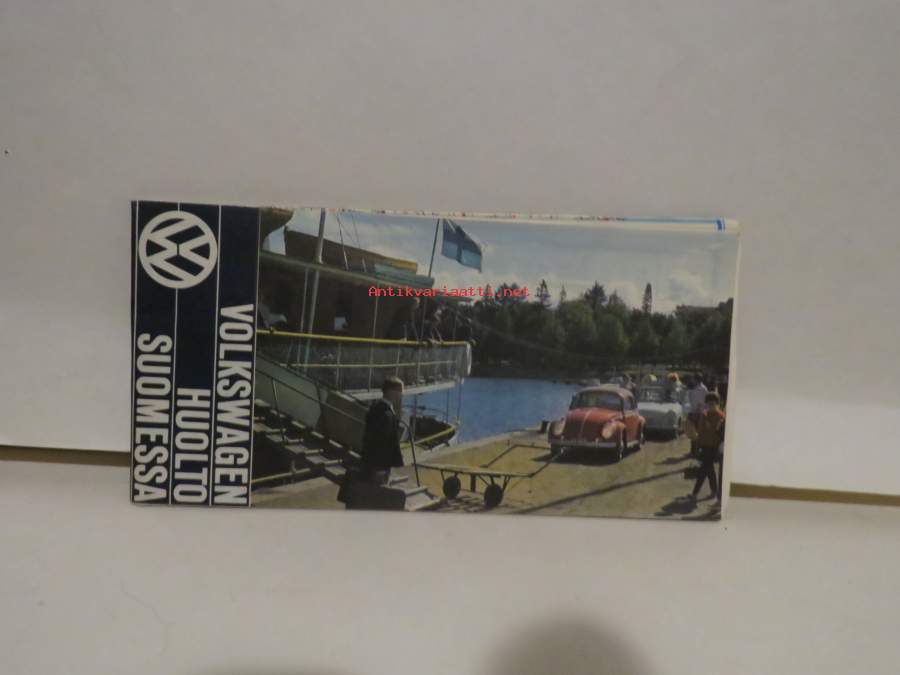 VW
VOLKSWAGEN
HUOLTO
SUOMESSA
Antikvariaatti.net